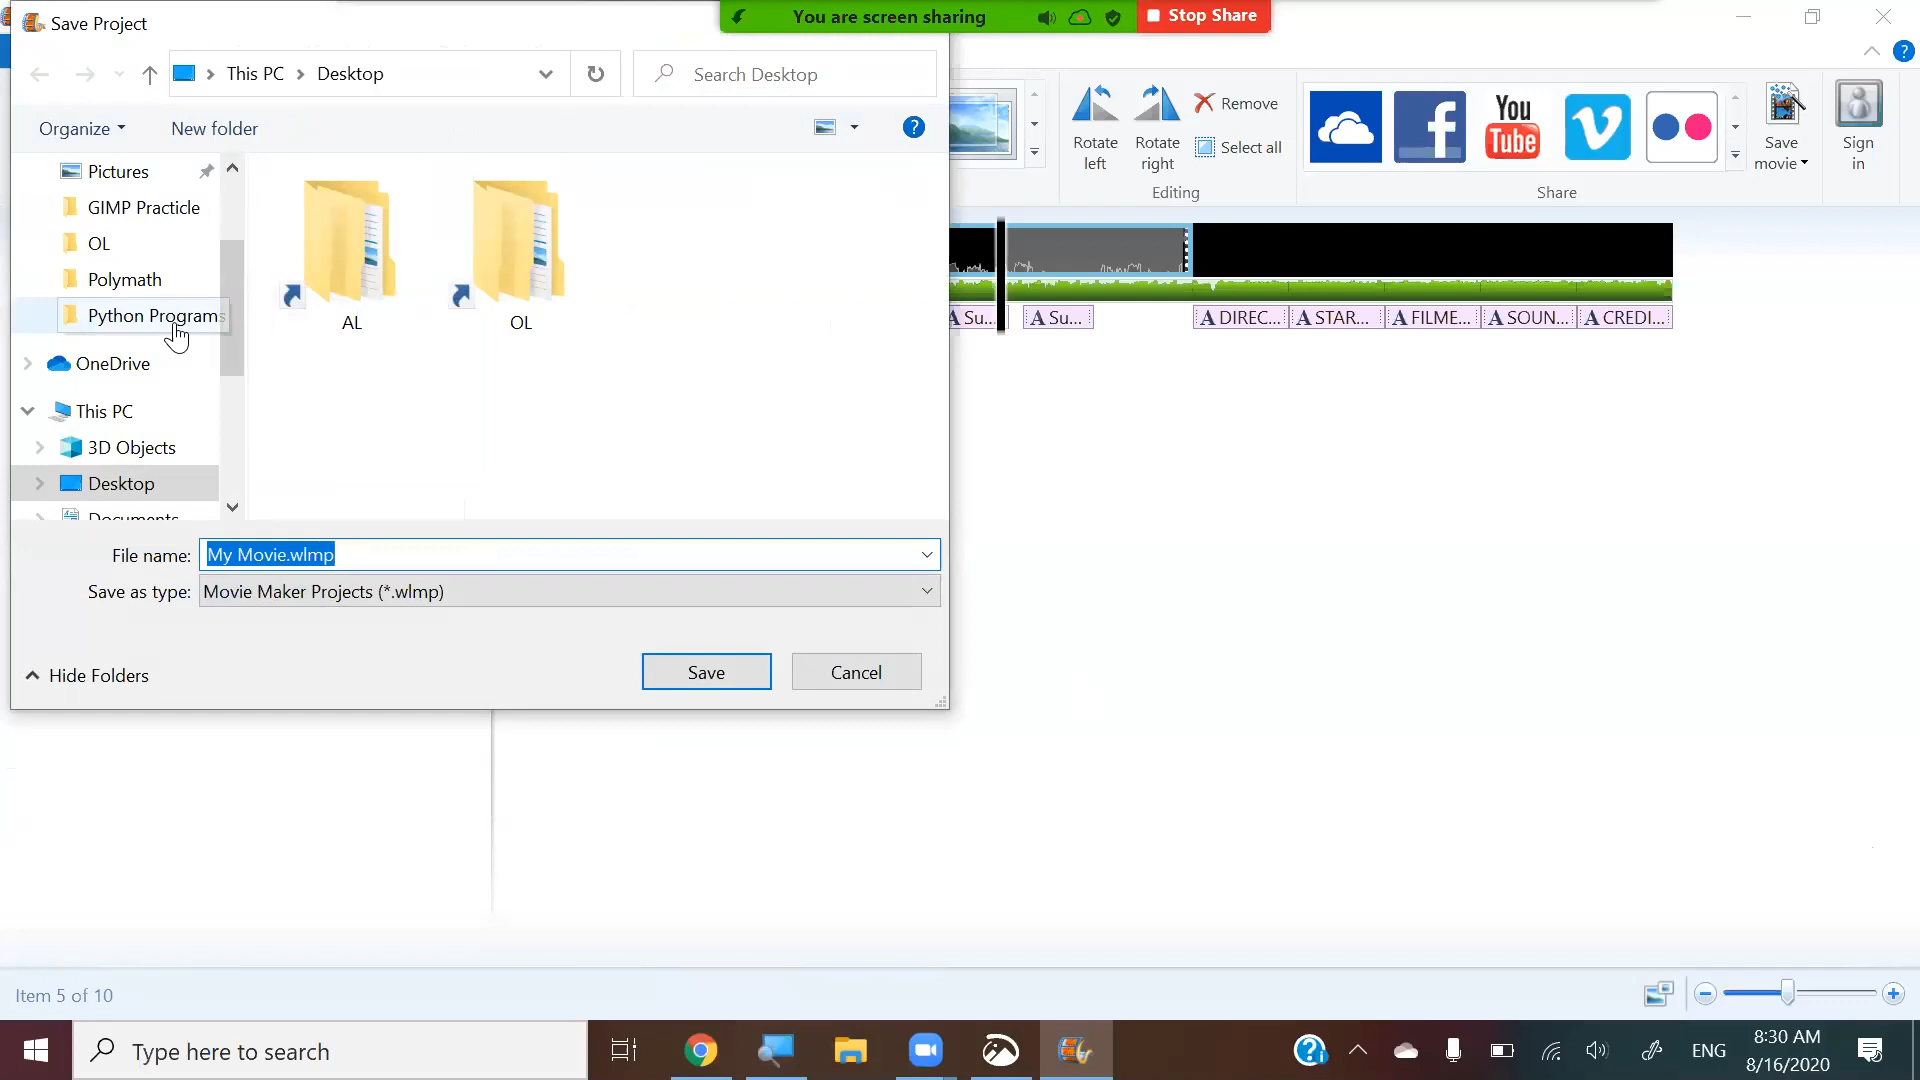 Save Project
You are screen sharing
Stop Share
This PC
Desktop
Search Desktop
Organize
New folder
Pictures
GIMP Practicle
OL
Polymath
Python Programs
OneDrive
This PC
3D Objects
Desktop
Documents
AL
OL
File name:
My Movie.wlmp
Save as type:
Movie Maker Projects (*.wlmp)
Hide Folders
Save
Cancel
Rotate
left
Rotate
right
Remove
Select all
Editing
You
Tube
Share
Save
movie
Sign
in
A Su...
A Su...
A DIREC...
A STAR...
A FILME...
A SOUN...
A CREDI...
Item 5 of 10
Type here to search
ENG
8:30 AM
8/16/2020